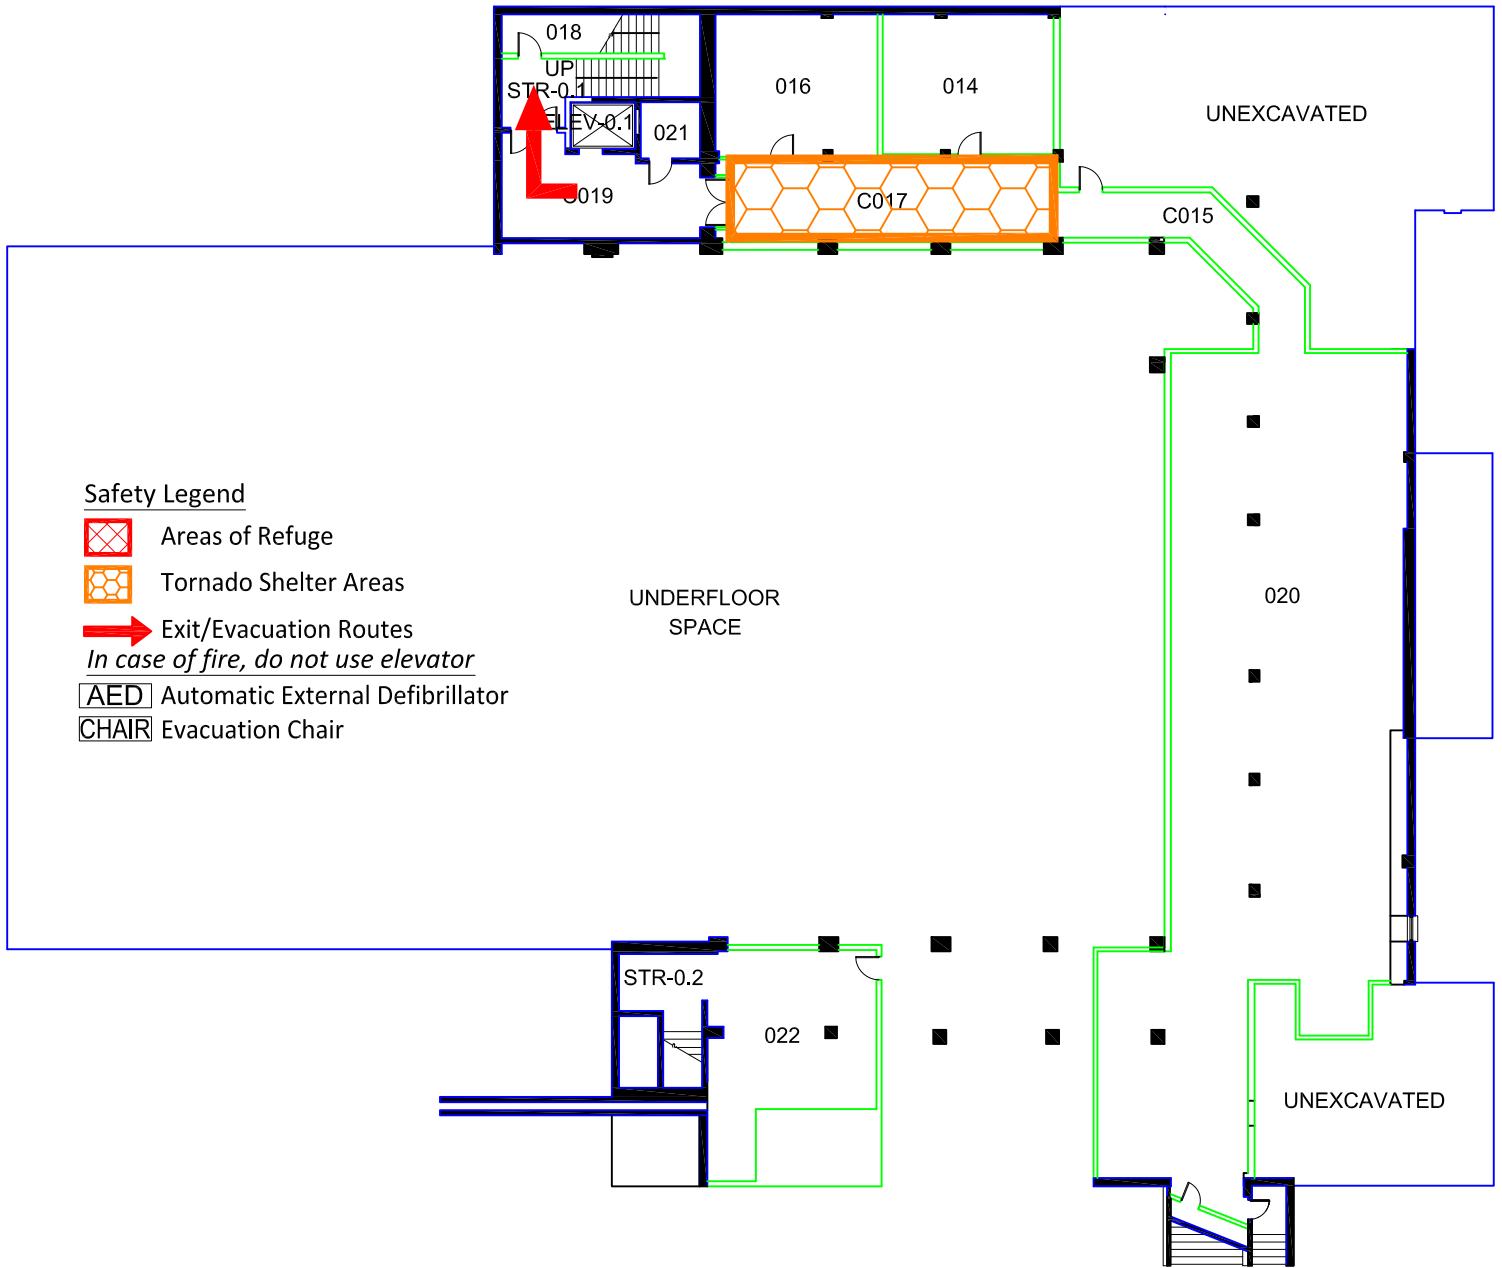 018
UP
STR-0.1
ELEV-0.1
021
C019
016
014
C017
C015
UNEXCAVATED
Safety Legend
Areas of Refuge
Tornado Shelter Areas
Exit/Evacuation Routes
In case of fire, do not use elevator
AED Automatic External Defibrillator
CHAIR Evacuation Chair
UNDERFLOOR
SPACE
020
STR-0.2
022
UNEXCAVATED